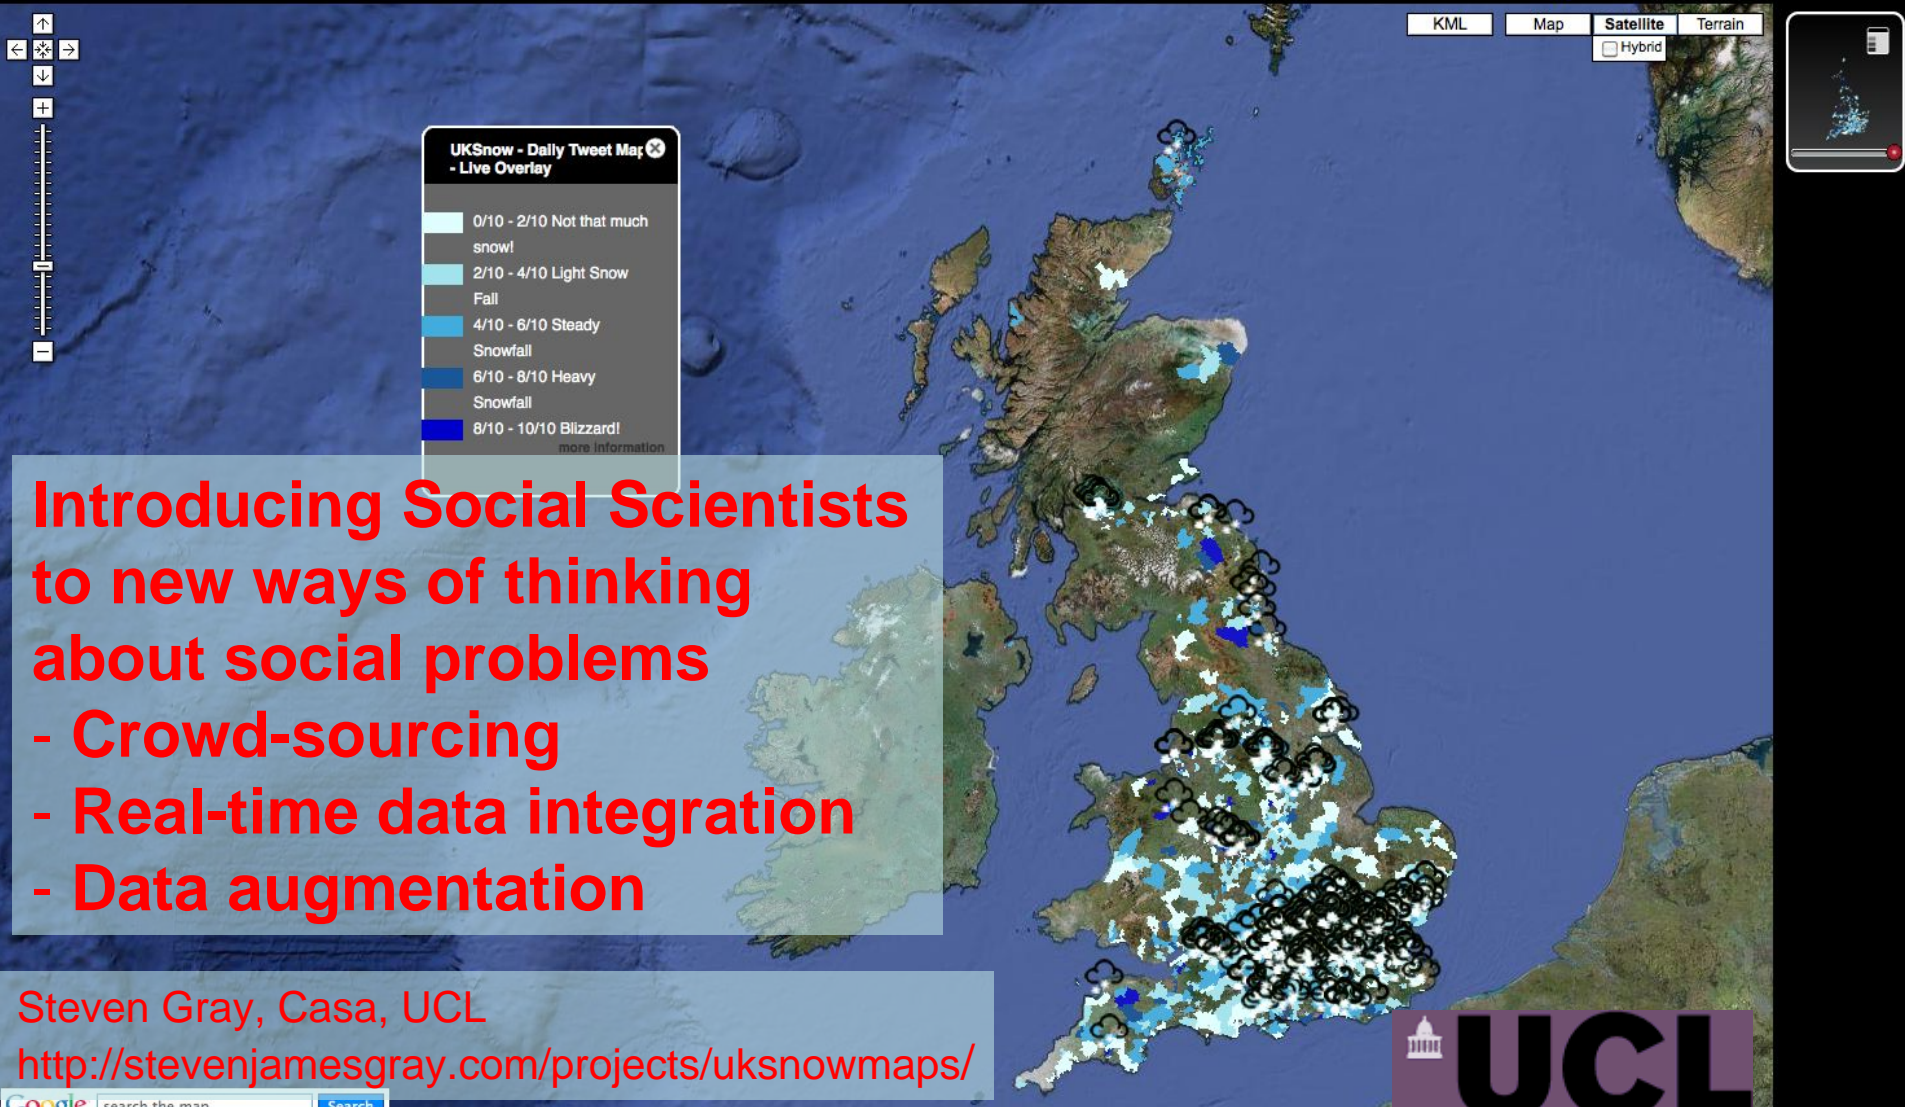 KML
Map
Satellite
Terrain
Hybrid
UKSnow - Daily Tweet Map
- Live Overlay
0/10 - 2/10 Not that much
snow!
2/10 - 4/10 Light Snow
Fall
4/10 - 6/10 Steady
Snowfall
6/10 - 8/10 Heavy
Snowfall
8/10 - 10/10 Blizzard!
more information
Introducing Social Scientists
to new ways of thinking
about social problems
- Crowd-sourcing
- Real-time data integration
- Data augmentation
Steven Gray, Casa, UCL
http://stevenjamesgray.com/projects/uksnowmaps/
Google
search the map
Search
UCL